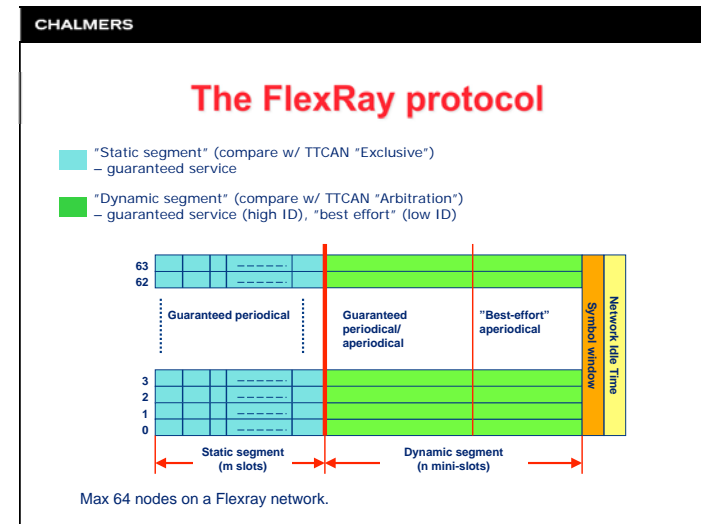 CHALMERS
The FlexRay protocol
"Static segment" (compare w/ TTCAN "Exclusive")
– guaranteed service
"Dynamic segment" (compare w/ TTCAN "Arbitration")
– guaranteed service (high ID), "best effort" (low ID)
63
62
Guaranteed periodical
Guaranteed
periodical/
aperiodical
"Best-effort"
aperiodical
Symbol window
Network Idle Time
3
2
1
0
Static segment
(m slots)
Dynamic segment
(n mini-slots)
Max 64 nodes on a Flexray network.